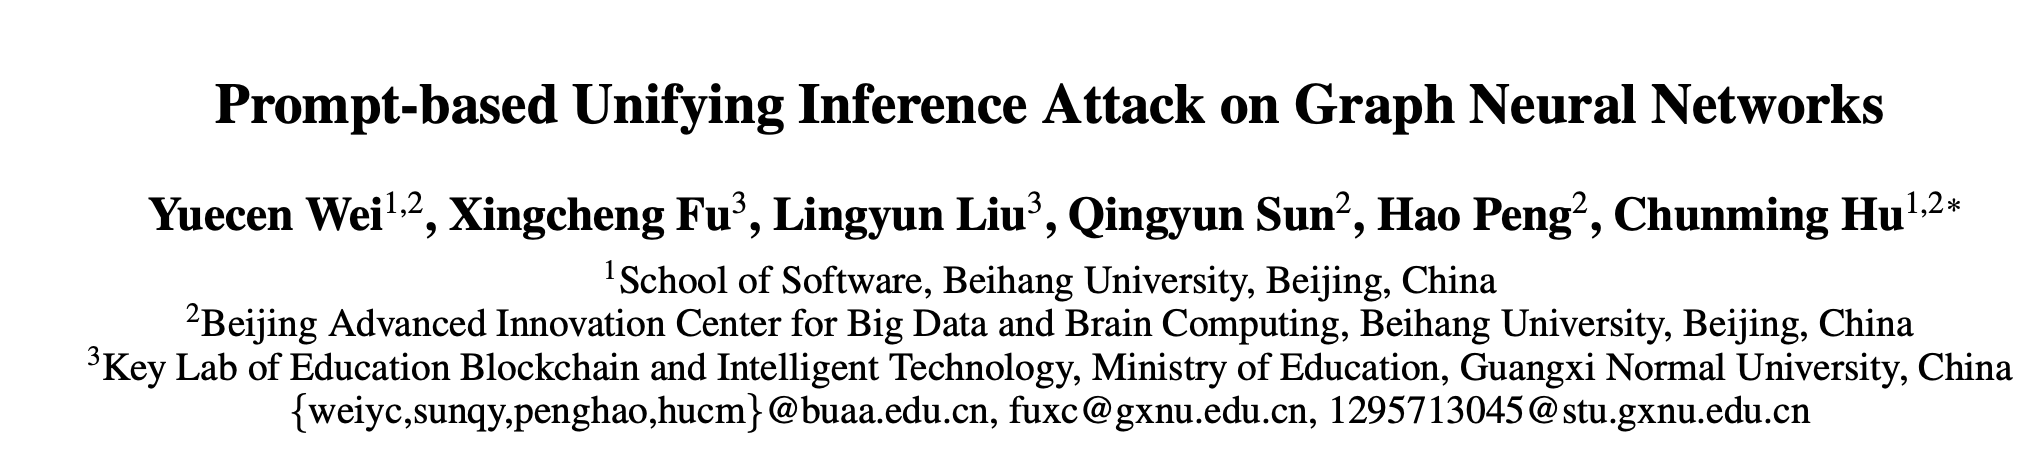 Prompt-based Unifying Inference Attack on Graph Neural Networks
Yuecen Wei1,2, Xingcheng Fu3, Lingyun Liu3, Qingyun Sun2, Hao Peng2, Chunming Hu1,2*
1School of Software, Beihang University, Beijing, China
2Beijing Advanced Innovation Center for Big Data and Brain Computing, Beihang University, Beijing, China
3Key Lab of Education Blockchain and Intelligent Technology, Ministry of Education, Guangxi Normal University, China
{weiyc,sunqy,penghao,hucm}@buaa.edu.cn, fuxc@gxnu.edu.cn, 1295713045@stu.gxnu.edu.cn